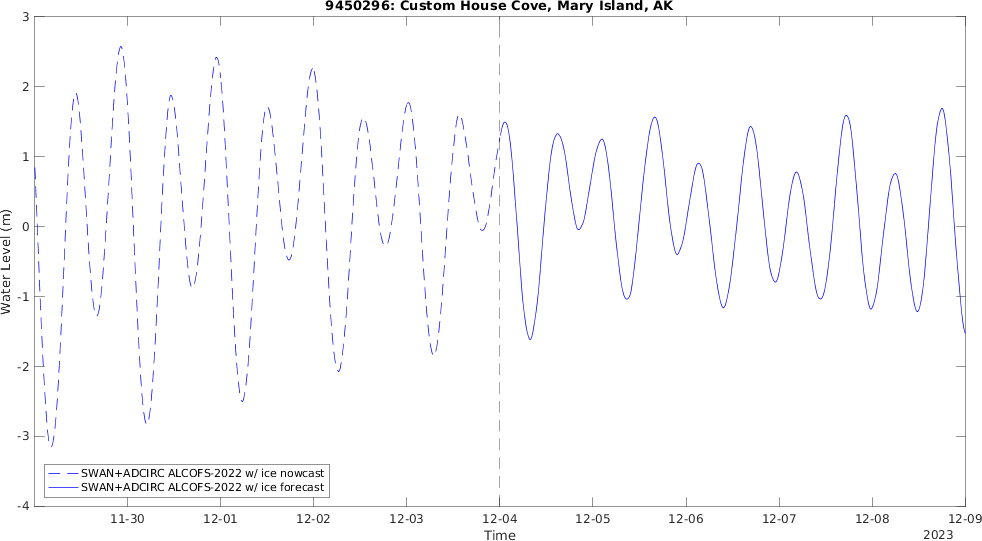 9450296: Custom House Cove, Mary Island, AK
3
2
1
0
-1
-2
-3
-4
Water Level (m)
SWAN+ADCIRC ALCOFS-2022 w/ ice nowcast
SWAN+ADCIRC ALCOFS-2022 w/ ice forecast
11-30 12-01 12-02 12-03 12-04 12-05 12-06 12-07 12-08 12-09
Time
2023